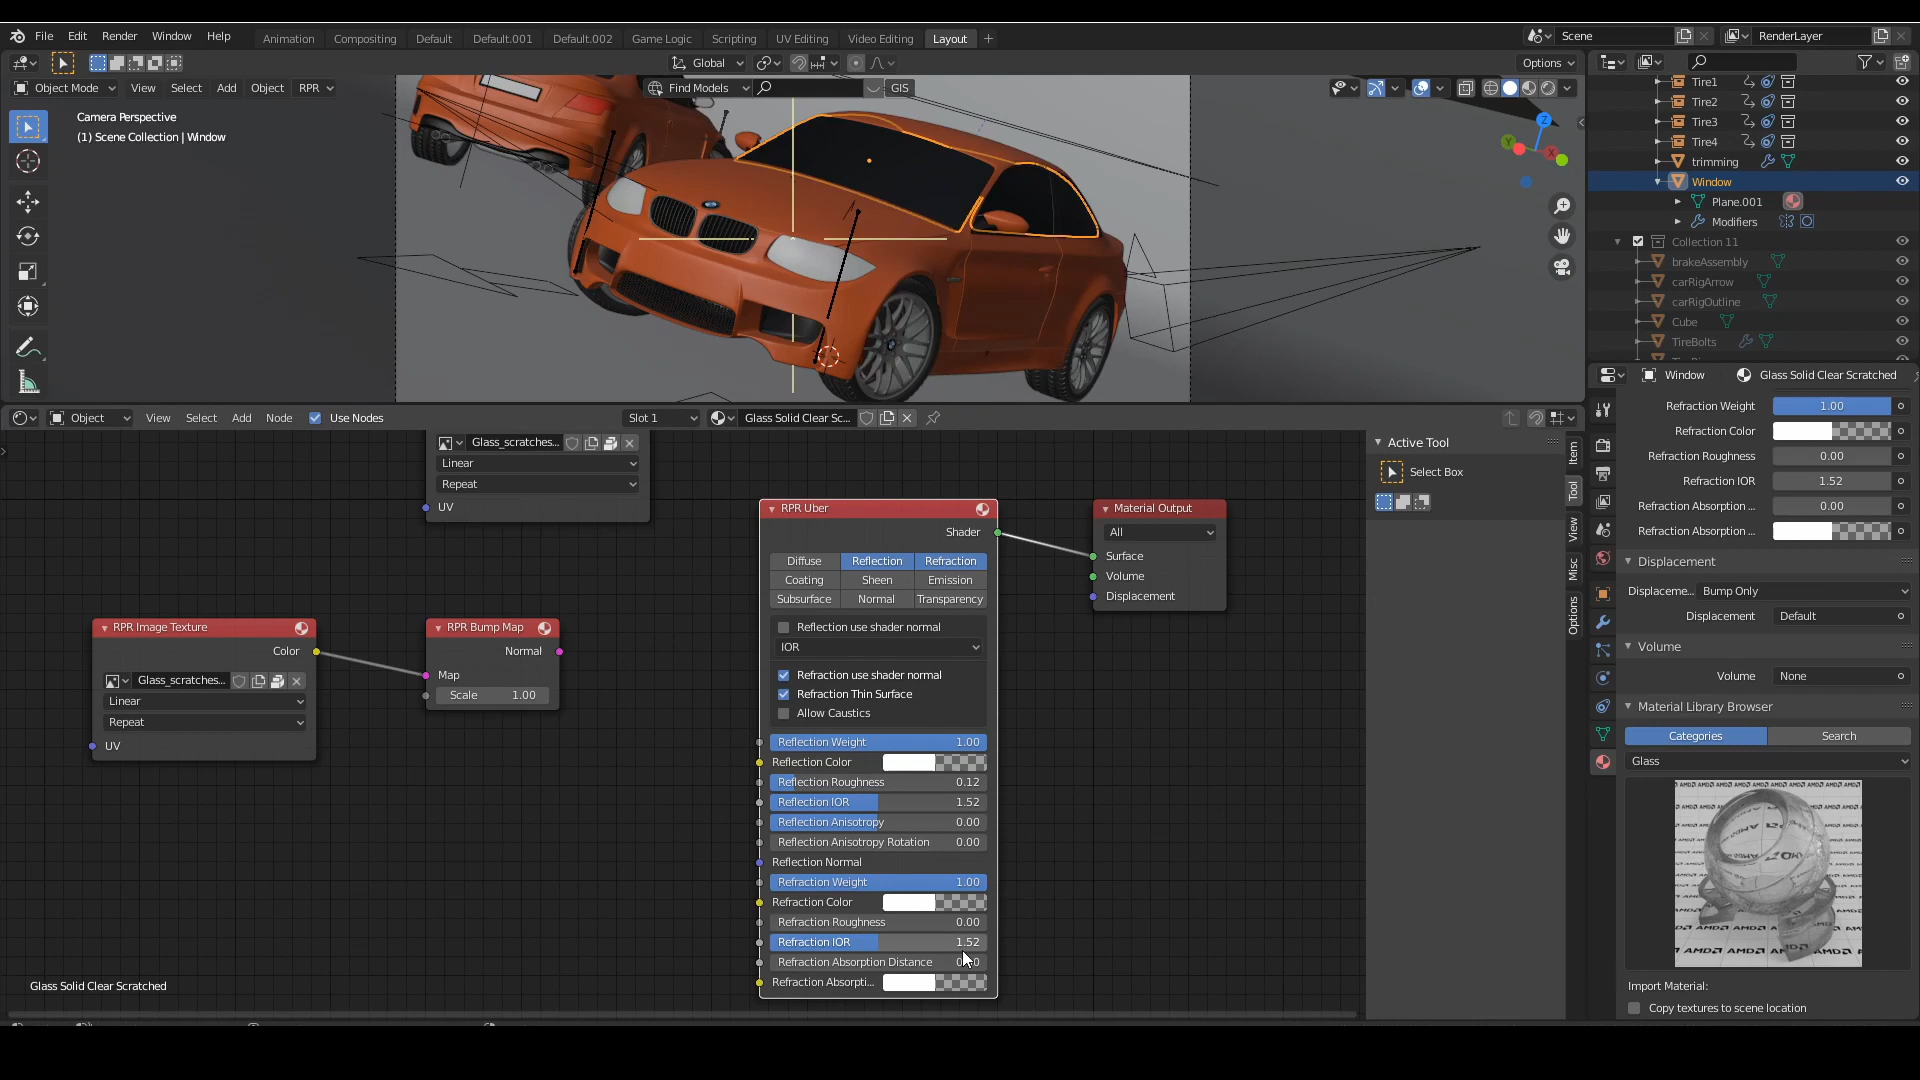 File Edit Render Window Help Animation Compositing Default Default.001 Default.002 Game Logic Scripting UV Editing Video Editing Layout + Scene RenderLayer
Global Options
Object Mode View Select Add Object RPR Find Models GIS
Camera Perspective
(1) Scene Collection | Window
Z
Y
X
Tire1
Tire2
Tire3
Tire4
trimming
Window
Plane.001
Modifiers
Collection 11
brakeAssembly
carRigArrow
carRigOutline
Cube
TireBolts
Window Glass Solid Clear Scratched
Object View Select Add Node Use Nodes Slot 1 Glass Solid Clear Sc...
Glass_scratches...
Linear
Repeat
UV
RPR Image Texture
Color
Glass_scratches...
Linear
Repeat
UV
RPR Bump Map
Normal
Map
Scale 1.00
RPR Uber
Shader
Diffuse Reflection Refraction
Coating Sheen Emission
Subsurface Normal Transparency
Reflection use shader normal
IOR
Refraction use shader normal
Refraction Thin Surface
Allow Caustics
Reflection Weight 1.00
Reflection Color
Reflection Roughness 0.12
Reflection IOR 1.52
Reflection Anisotropy 0.00
Reflection Anisotropy Rotation 0.00
Reflection Normal
Refraction Weight 1.00
Refraction Color
Refraction Roughness 0.00
Refraction IOR 1.52
Refraction Absorption Distance
Refraction Absorpti...
Material Output
All
Surface
Volume
Displacement
Active Tool
Select Box
Item
Tool
View
Misc
Options
Refraction Weight 1.00
Refraction Color
Refraction Roughness 0.00
Refraction IOR 1.52
Refraction Absorption ... 0.00
Refraction Absorption ...
Displacement
Displaceme... Bump Only
Displacement Default
Volume
Volume None
Material Library Browser
Categories Search
Glass
Import Material:
Copy textures to scene location
Glass Solid Clear Scratched